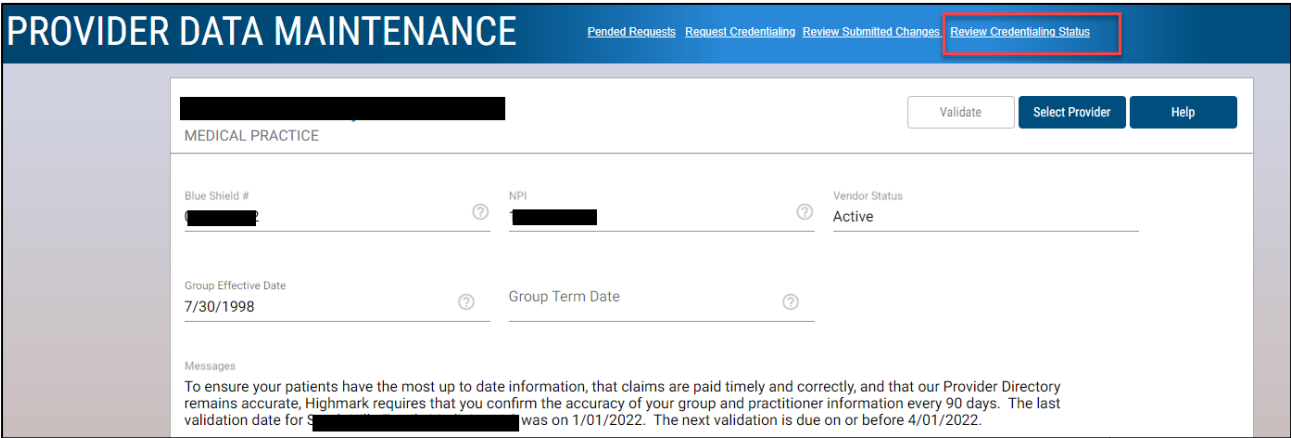 PROVIDER DATA MAINTENANCE
Pended Requests Request Credentialing Review Submitted Changes Review Credentialing Status
Validate Select Provider Help
MEDICAL PRACTICE
Blue Shield # NPI Vendor Status
Active
Group Effective Date
7/30/1998 Group Term Date
Messages
To ensure your patients have the most up to date information, that claims are paid timely and correctly, and that our Provider Directory
remains accurate, Highmark requires that you confirm the accuracy of your group and practitioner information every 90 days. The last
validation date for was on 1/01/2022. The next validation is due on or before 4/01/2022.